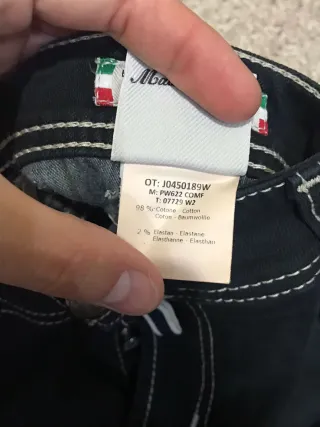 OT: J0450189W
M: PW622 COMF
T: 07729 W2
98 % Cotone - Cotton
Coton - Baumwolle
2 % Elastan - Elastane
Elasthanne - Elasthan